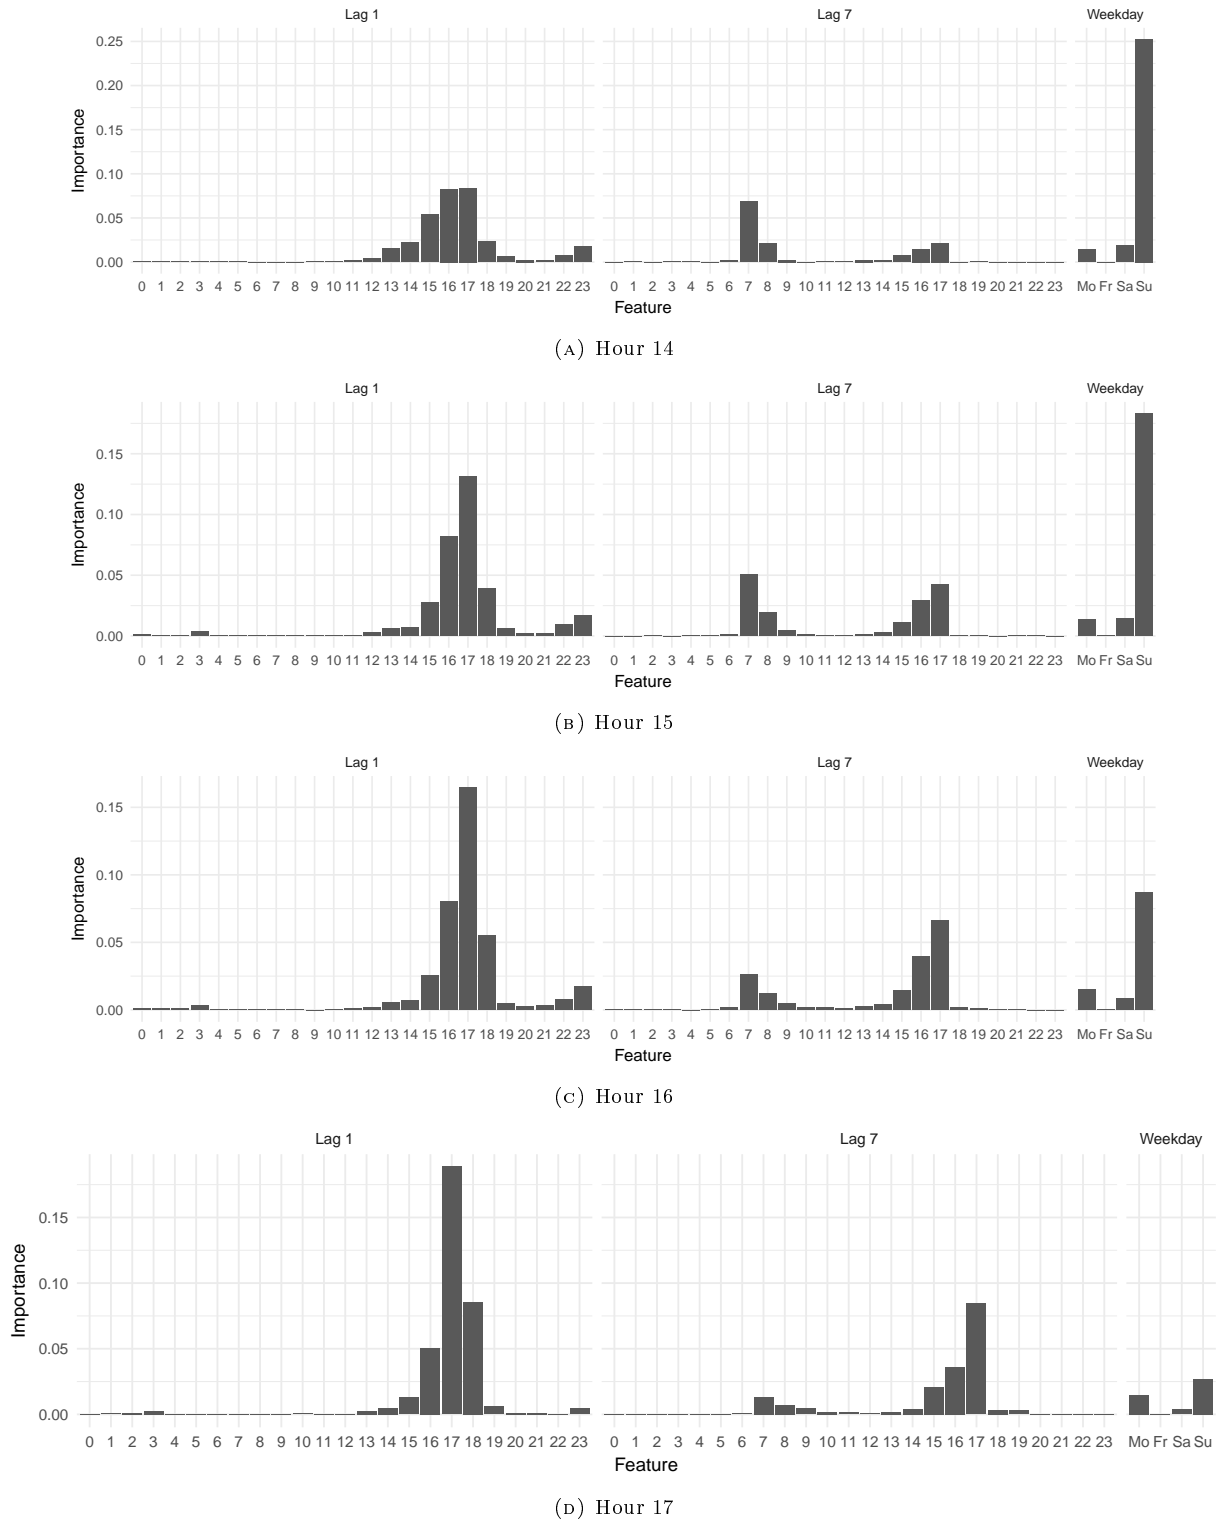 Lag 1 Lag 7 Weekday
0.25
0.20
0.15
0.10
0.05
0.00
Importance
0 1 2 3 4 5 6 7 8 9 10 11 12 13 14 15 16 17 18 19 20 21 22 23 0 1 2 3 4 5 6 7 8 9 10 11 12 13 14 15 16 17 18 19 20 21 22 23 Mo Fr Sa Su
Feature
(A) Hour 14
Lag 1 Lag 7 Weekday
0.15
0.10
0.05
0.00
Importance
0 1 2 3 4 5 6 7 8 9 10 11 12 13 14 15 16 17 18 19 20 21 22 23 0 1 2 3 4 5 6 7 8 9 10 11 12 13 14 15 16 17 18 19 20 21 22 23 Mo Fr Sa Su
Feature
(B) Hour 15
Lag 1 Lag 7 Weekday
0.15
0.10
0.05
0.00
Importance
0 1 2 3 4 5 6 7 8 9 10 11 12 13 14 15 16 17 18 19 20 21 22 23 0 1 2 3 4 5 6 7 8 9 10 11 12 13 14 15 16 17 18 19 20 21 22 23 Mo Fr Sa Su
Feature
(C) Hour 16
Lag 1 Lag 7 Weekday
0.15
0.10
0.05
0.00
Importance
0 1 2 3 4 5 6 7 8 9 10 11 12 13 14 15 16 17 18 19 20 21 22 23 0 1 2 3 4 5 6 7 8 9 10 11 12 13 14 15 16 17 18 19 20 21 22 23 Mo Fr Sa Su
Feature
(D) Hour 17